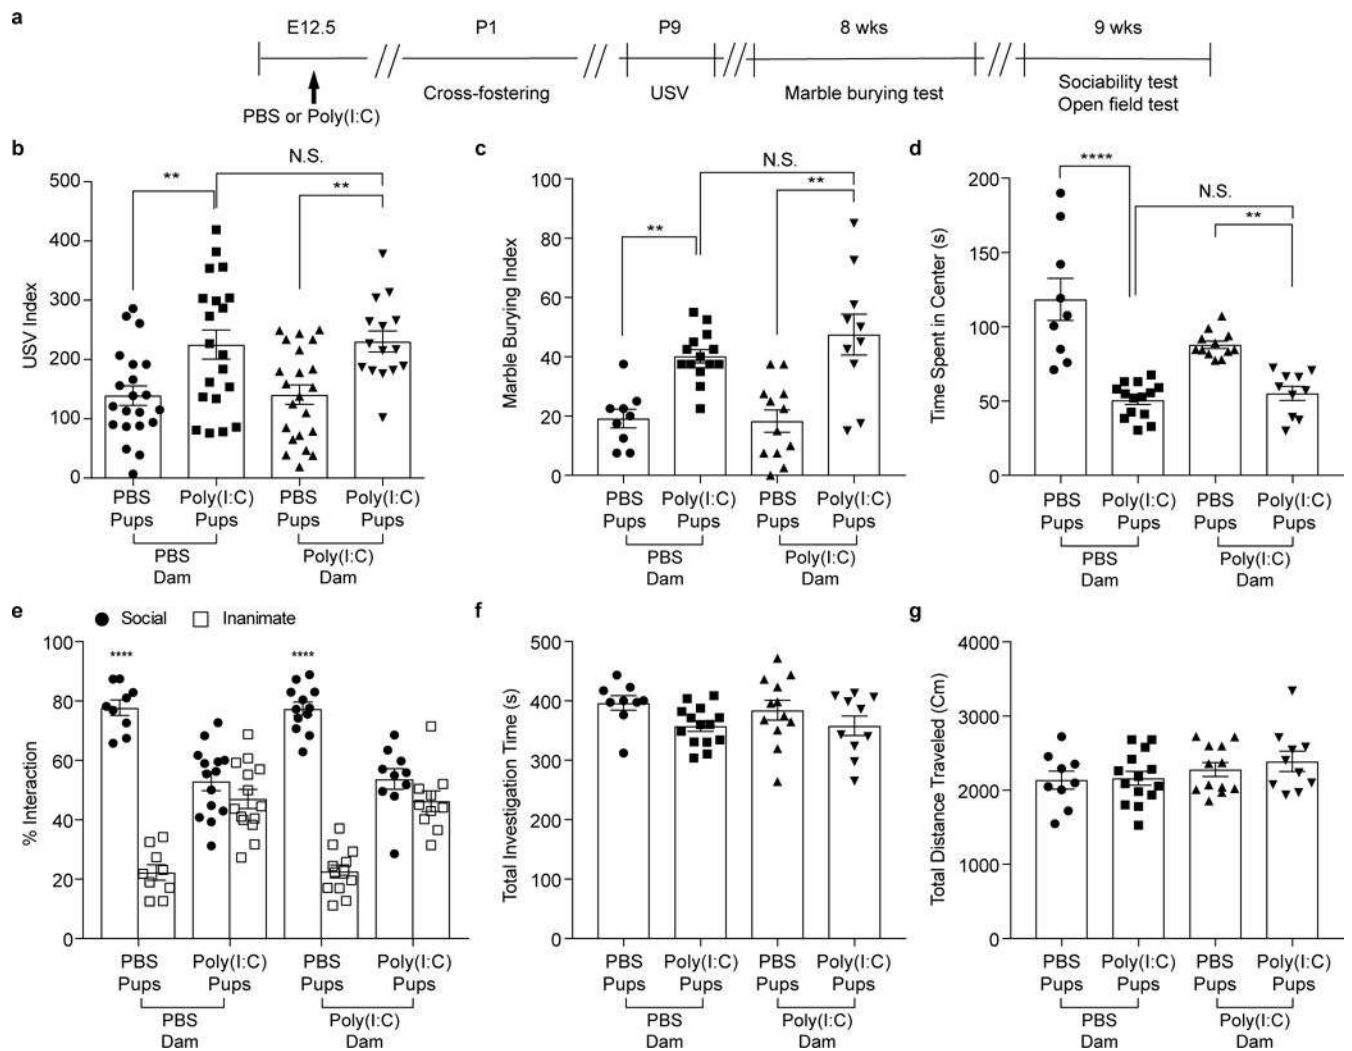 a
E12.5 P1 P9 8 wks 9 wks
Cross-fostering USV Marble burying test Sociability test
Open field test
PBS or Poly(I:C)
b
USV Index
500
400
300
200
100
0
** N.S. **
PBS Pups Poly(I:C) Pups PBS Pups Poly(I:C) Pups
PBS Dam Poly(I:C) Dam
c
Marble Burying Index
100
80
60
40
20
0
** N.S. **
PBS Pups Poly(I:C) Pups PBS Pups Poly(I:C) Pups
PBS Dam Poly(I:C) Dam
d
Time Spent in Center (s)
200
150
100
50
0
**** N.S. **
PBS Pups Poly(I:C) Pups PBS Pups Poly(I:C) Pups
PBS Dam Poly(I:C) Dam
e
Social Inanimate
% Interaction
100
80
60
40
20
0
**** ****
PBS Pups Poly(I:C) Pups PBS Pups Poly(I:C) Pups
PBS Dam Poly(I:C) Dam
f
Total Investigation Time (s)
500
400
300
200
100
0
PBS Pups Poly(I:C) Pups PBS Pups Poly(I:C) Pups
PBS Dam Poly(I:C) Dam
g
Total Distance Traveled (Cm)
4000
3000
2000
1000
0
PBS Pups Poly(I:C) Pups PBS Pups Poly(I:C) Pups
PBS Dam Poly(I:C) Dam